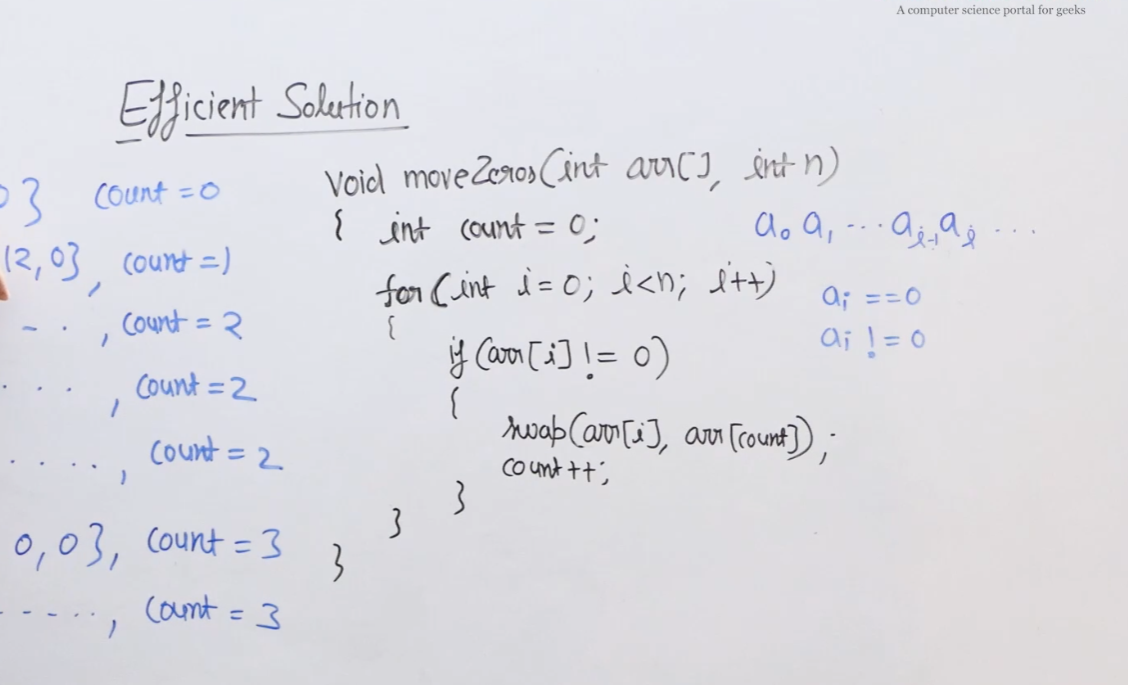 A computer science portal for geeks
Efficient Solution
} count = 0
12, 0}, count = 1
- ·, count = 2
· · ·, count = 2
· · · ·, count = 2
0, 0}, count = 3
- - - - ··, count = 3
void moveZeros(int arr[], int n)
{ int count = 0;
for(int i = 0; i<n; i++)
{
if (arr[i] != 0)
{
swap(arr[i], arr[count]);
count++;
}
}
}
a₀ a₁ ··· aᵢ₋₁ aᵢ ···
aᵢ == 0
aᵢ != 0